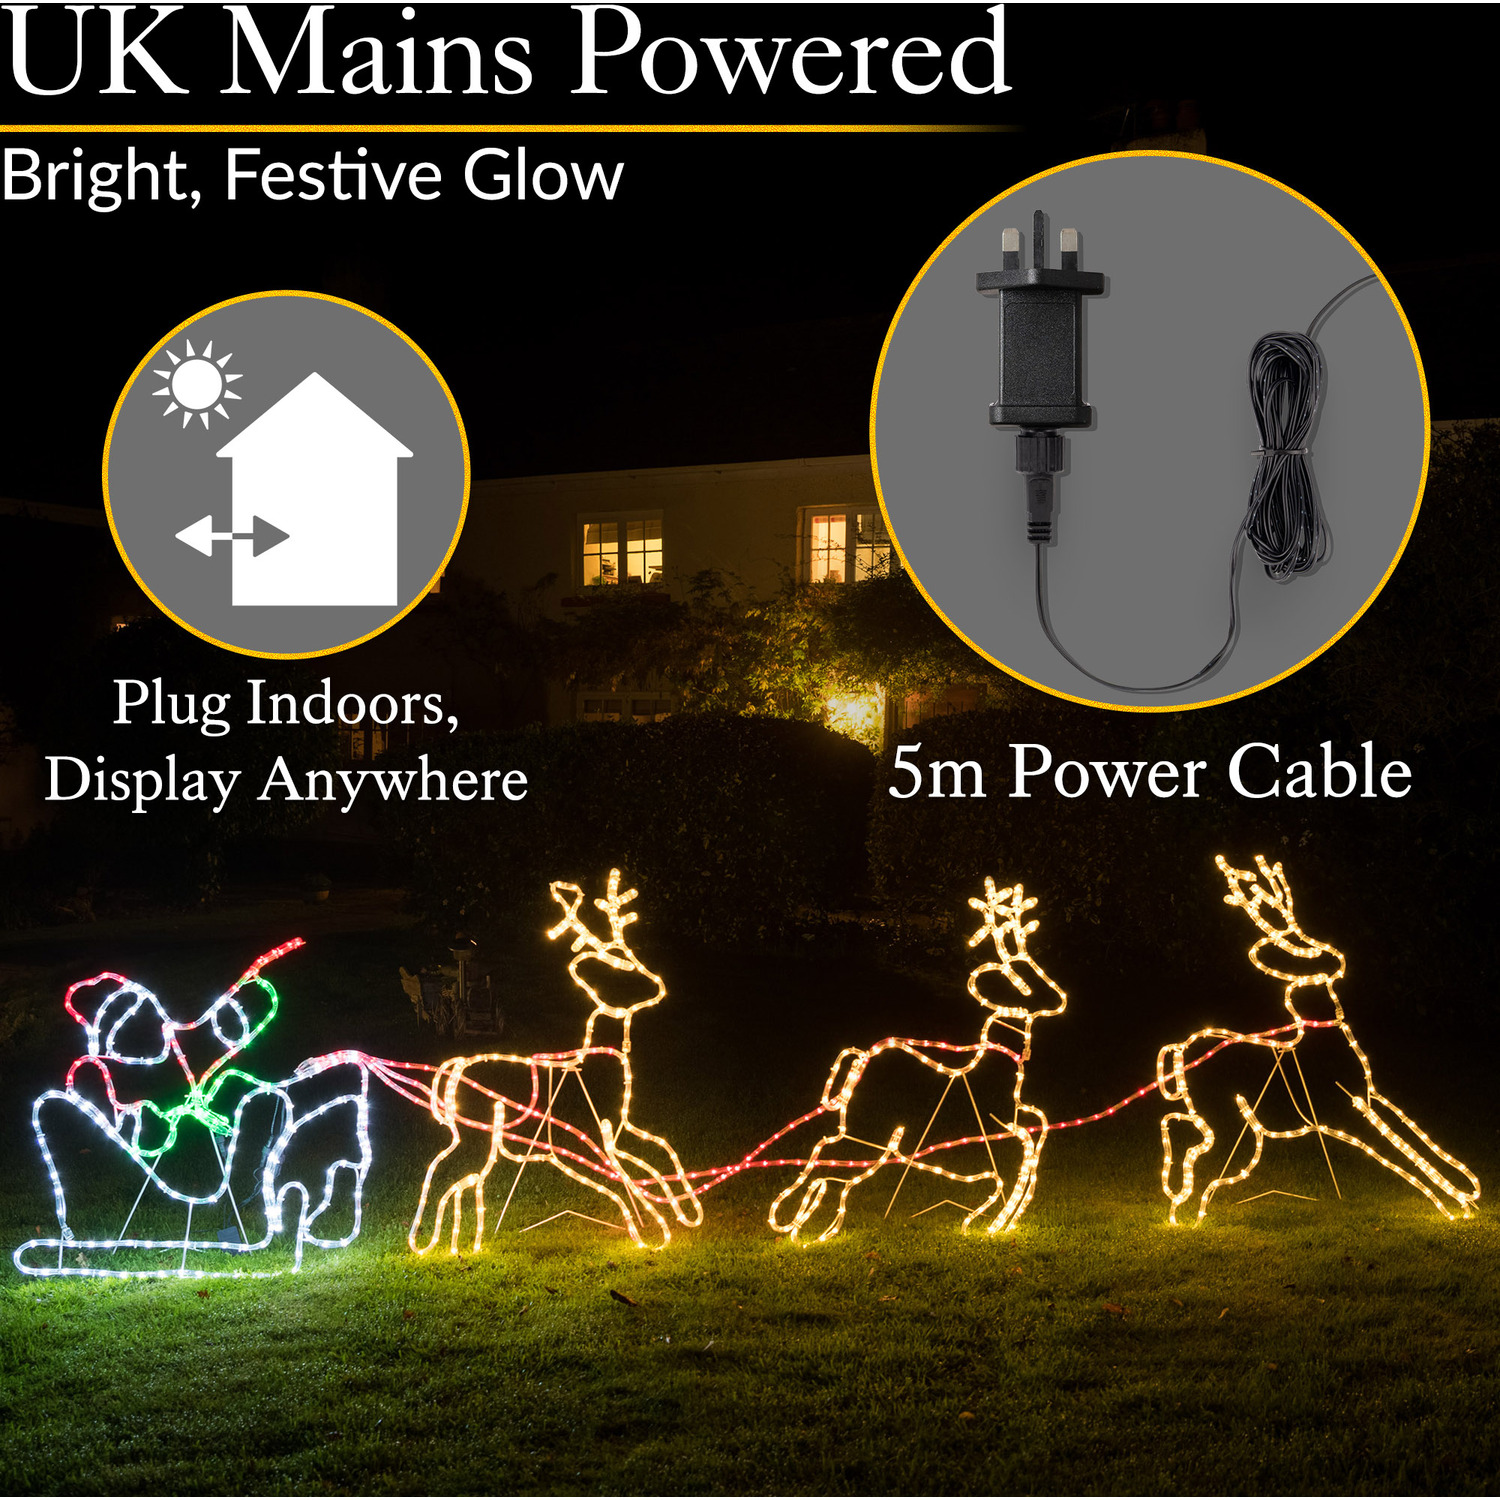 UK Mains Powered
Bright, Festive Glow
Plug Indoors,
Display Anywhere
5m Power Cable